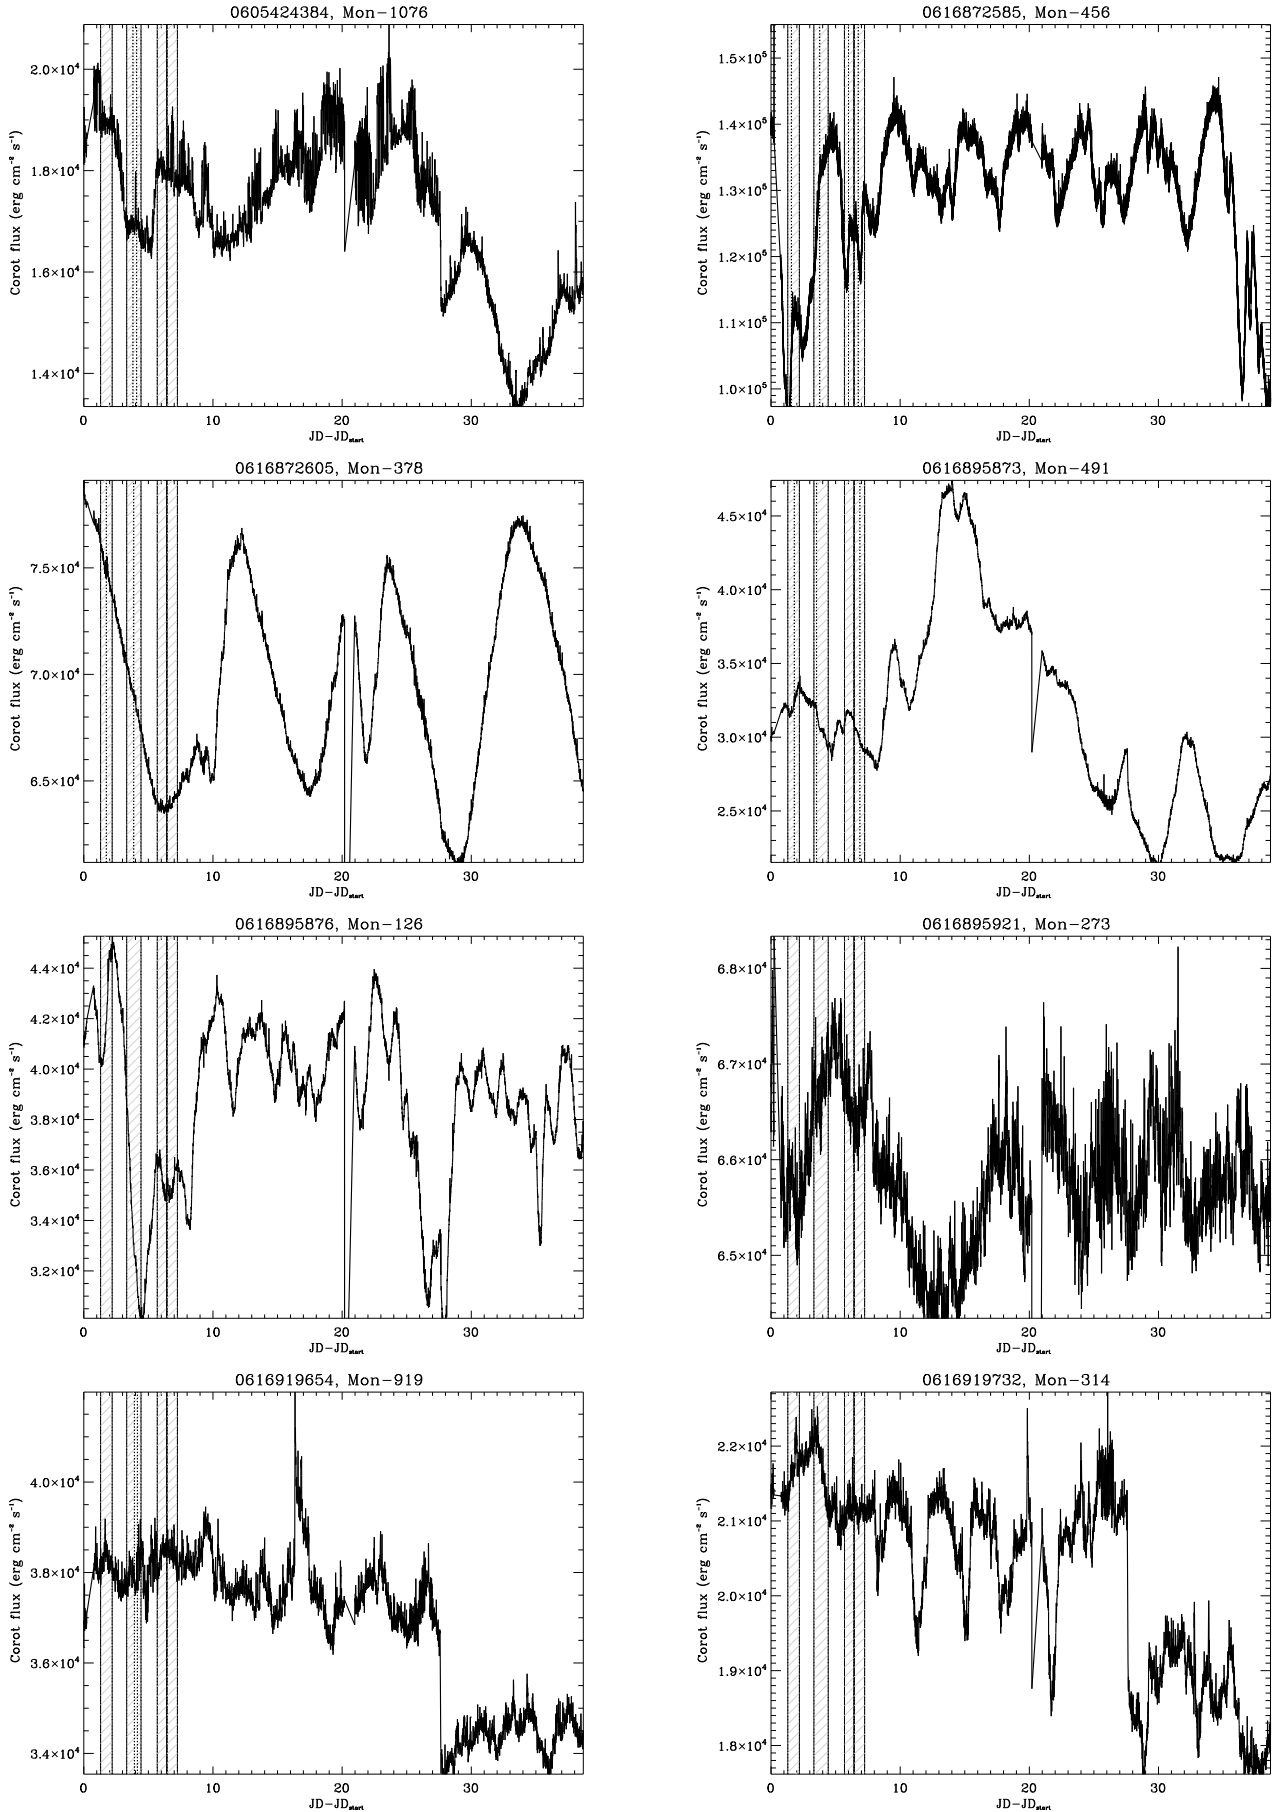 0605424384, Mon-1076
Corot flux (erg cm⁻² s⁻¹)
2.0×10⁴
1.8×10⁴
1.6×10⁴
1.4×10⁴
0 10 20 30
JD-JDstart
0616872585, Mon-456
Corot flux (erg cm⁻² s⁻¹)
1.5×10⁵
1.4×10⁵
1.3×10⁵
1.2×10⁵
1.1×10⁵
1.0×10⁵
0 10 20 30
JD-JDstart
0616872605, Mon-378
Corot flux (erg cm⁻² s⁻¹)
7.5×10⁴
7.0×10⁴
6.5×10⁴
0 10 20 30
JD-JDstart
0616895873, Mon-491
Corot flux (erg cm⁻² s⁻¹)
4.5×10⁴
4.0×10⁴
3.5×10⁴
3.0×10⁴
2.5×10⁴
0 10 20 30
JD-JDstart
0616895876, Mon-126
Corot flux (erg cm⁻² s⁻¹)
4.4×10⁴
4.2×10⁴
4.0×10⁴
3.8×10⁴
3.6×10⁴
3.4×10⁴
3.2×10⁴
0 10 20 30
JD-JDstart
0616895921, Mon-273
Corot flux (erg cm⁻² s⁻¹)
6.8×10⁴
6.7×10⁴
6.6×10⁴
6.5×10⁴
0 10 20 30
JD-JDstart
0616919654, Mon-919
Corot flux (erg cm⁻² s⁻¹)
4.0×10⁴
3.8×10⁴
3.6×10⁴
3.4×10⁴
0 10 20 30
JD-JDstart
0616919732, Mon-314
Corot flux (erg cm⁻² s⁻¹)
2.2×10⁴
2.1×10⁴
2.0×10⁴
1.9×10⁴
1.8×10⁴
0 10 20 30
JD-JDstart